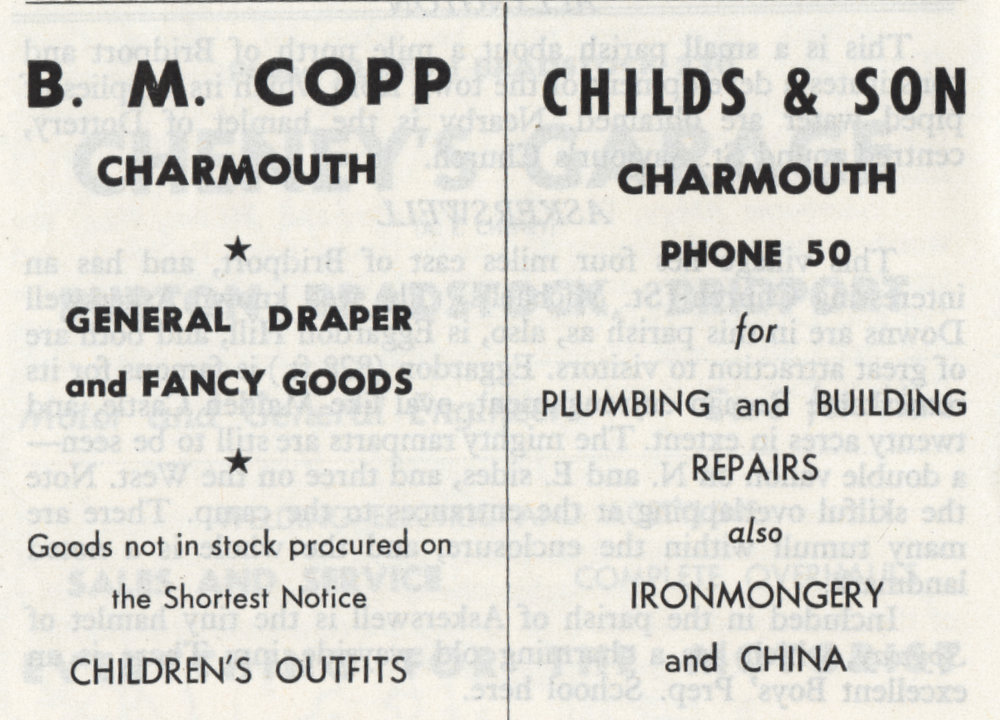 B. M. COPP
CHARMOUTH
★
GENERAL DRAPER
and FANCY GOODS
★
Goods not in stock procured on
the Shortest Notice
CHILDREN'S OUTFITS
CHILDS & SON
CHARMOUTH
PHONE 50
for
PLUMBING and BUILDING
REPAIRS
also
IRONMONGERY
and CHINA